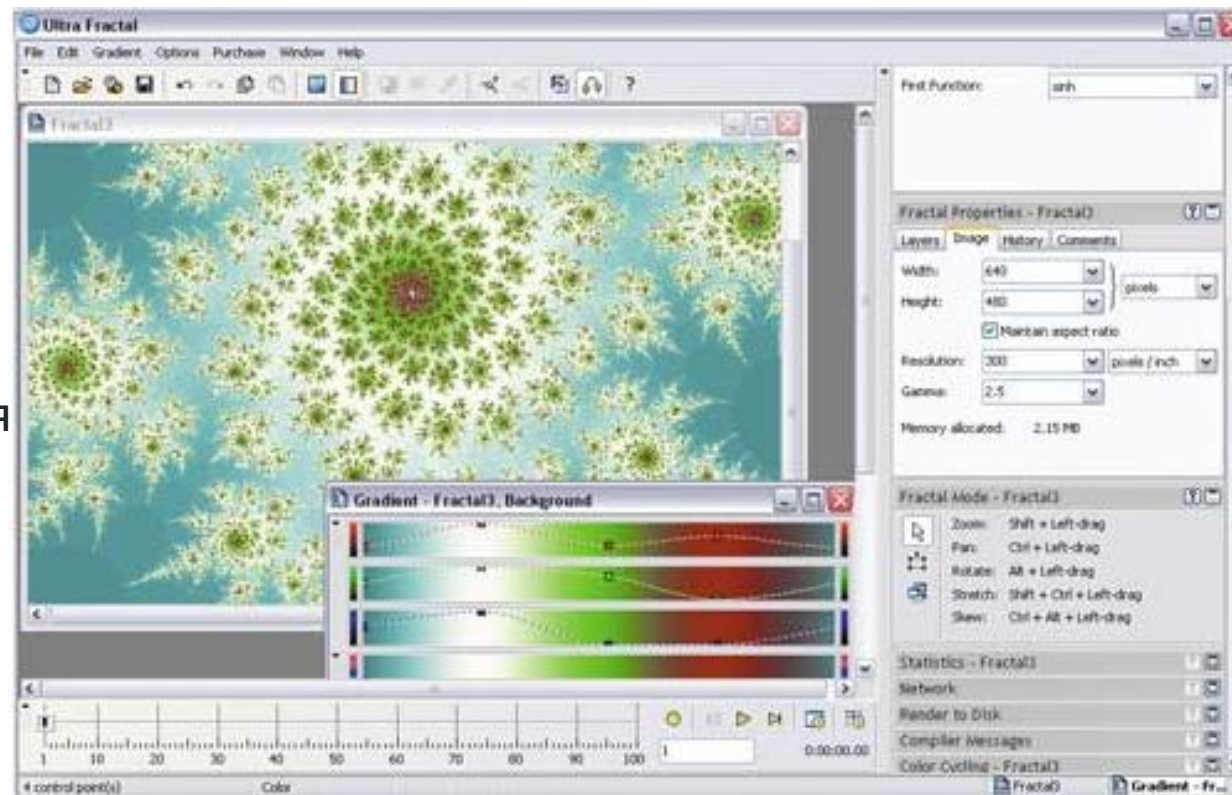 Ultra Fractal
File Edit Gradient Options Purchase Window Help
?
First Function: sinh
Fractal3
Fractal Properties - Fractal3
Layers Image History Comments
Width: 640
pixels
Height: 480
Maintain aspect ratio
Resolution: 300 pixels / inch
Gamma: 2.5
Memory allocated: 2.15 MB
я
Gradient - Fractal3, Background
Fractal Mode - Fractal3
Zoom: Shift + Left-drag
Pan: Ctrl + Left-drag
Rotate: Alt + Left-drag
Stretch: Shift + Ctrl + Left-drag
Skew: Ctrl + Alt + Left-drag
Statistics - Fractal3
Network
Render to Disk
Compiler Messages
Color Cycling - Fractal3
1 10 20 30 40 50 60 70 80 90 100
1
0:00:00.00
4 control point(s) Color
Fractal3 Gradient - Fr...